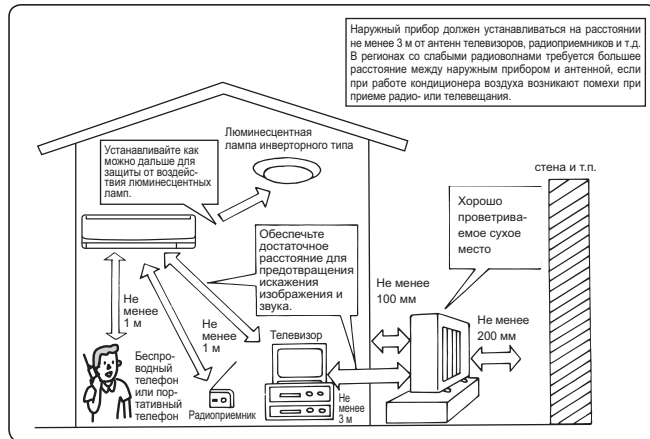 Наружный прибор должен устанавливаться на расстоянии
не менее 3 м от антенн телевизоров, радиоприемников и т.д.
В регионах со слабыми радиоволнами требуется большее
расстояние между наружным прибором и антенной, если
при работе кондиционера воздуха возникают помехи при
приеме радио- или телевещания.
Люминесцентная
лампа инверторного типа
Устанавливайте как
можно дальше для
защиты от воздейс-
твия люминесцентных
ламп.
стена и т.п.
Хорошо
проветрива-
емое сухое
место
Обеспечьте
достаточное
расстояние для
предотвращения
искажения
изображения и
звука.
Не менее
100 мм
Не
менее
1 м
Не
менее
1 м
Телевизор
Не менее
200 мм
Беспро-
водный
телефон
или пор-
тативный
телефон
Радиоприемник
Не
менее
3 м